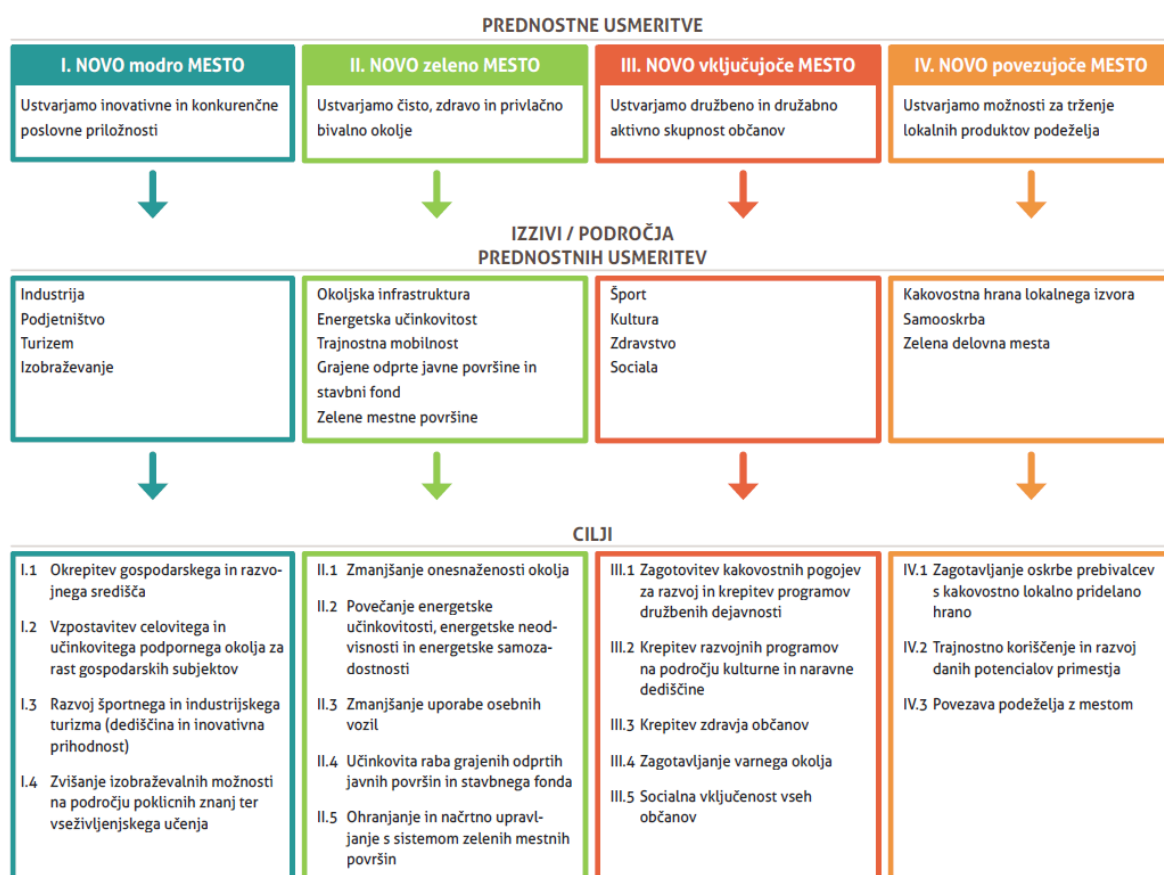 PREDNOSTNE USMERITVE
I. NOVO modro MESTO
Ustvarjamo inovativne in konkurenčne
poslovne priložnosti
II. NOVO zeleno MESTO
Ustvarjamo čisto, zdravo in privlačno
bivalno okolje
III. NOVO vključujoče MESTO
Ustvarjamo družbeno in družabno
aktivno skupnost občanov
IV. NOVO povezujoče MESTO
Ustvarjamo možnosti za trženje
lokalnih produktov podeželja
IZZIVI / PODROČJA
PREDNOSTNIH USMERITEV
Industrija
Podjetništvo
Turizem
Izobraževanje
Okoljska infrastruktura
Energetska učinkovitost
Trajnostna mobilnost
Grajene odprte javne površine in
stavbni fond
Zelene mestne površine
Šport
Kultura
Zdravstvo
Sociala
Kakovostna hrana lokalnega izvora
Samooskrba
Zelena delovna mesta
CILJI
I.1 Okrepitev gospodarskega in razvo-
jnega središča
I.2 Vzpostavitev celovitega in
učinkovitega podpornega okolja za
rast gospodarskih subjektov
I.3 Razvoj športnega in industrijskega
turizma (dediščina in inovativna
prihodnost)
I.4 Zvišanje izobraževalnih možnosti
na področju poklicnih znanj ter
vseživljenjskega učenja
II.1 Zmanjšanje onesnaženosti okolja
II.2 Povečanje energetske
učinkovitosti, energetske neod-
visnosti in energetske samoza-
dostnosti
II.3 Zmanjšanje uporabe osebnih
vozil
II.4 Učinkovita raba grajenih odprtih
javnih površin in stavbnega fonda
II.5 Ohranjanje in načrtno upravl-
janje s sistemom zelenih mestnih
površin
III.1 Zagotovitev kakovostnih pogojev
za razvoj in krepitev programov
družbenih dejavnosti
III.2 Krepitev razvojnih programov
na področju kulturne in naravne
dediščine
III.3 Krepitev zdravja občanov
III.4 Zagotavljanje varnega okolja
III.5 Socialna vključenost vseh
občanov
IV.1 Zagotavljanje oskrbe prebivalcev
s kakovostno lokalno pridelano
hrano
IV.2 Trajnostno koriščenje in razvoj
danih potencialov primestja
IV.3 Povezava podeželja z mestom